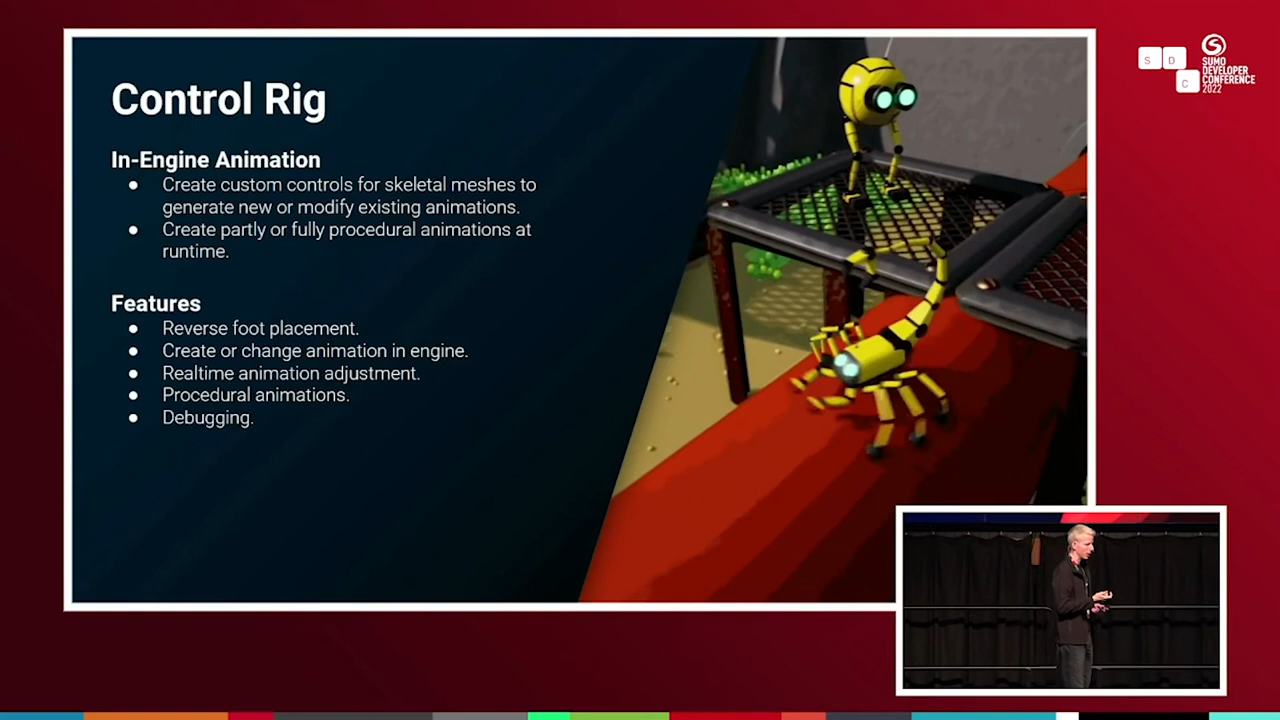 Control Rig
In-Engine Animation
● Create custom controls for skeletal meshes to
generate new or modify existing animations.
● Create partly or fully procedural animations at
runtime.
Features
● Reverse foot placement.
● Create or change animation in engine.
● Realtime animation adjustment.
● Procedural animations.
● Debugging.
S D
C
SUMO
DEVELOPER
CONFERENCE
2022